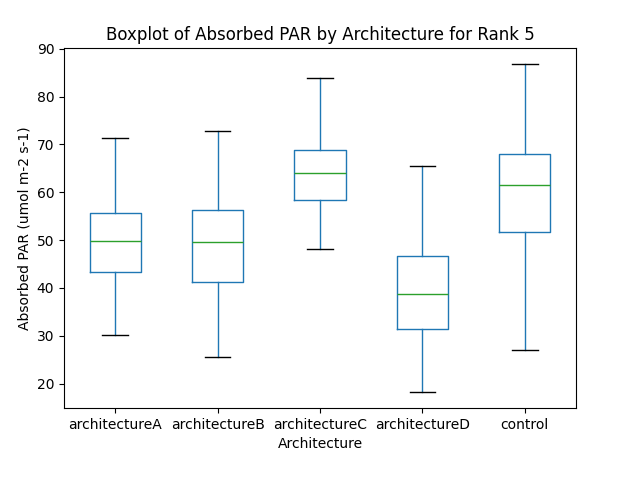 Boxplot of Absorbed PAR by Architecture for Rank 5
90
80
70
60
50
40
30
20
Absorbed PAR (umol m-2 s-1)
architectureA architectureB architectureC architectureD control
Architecture